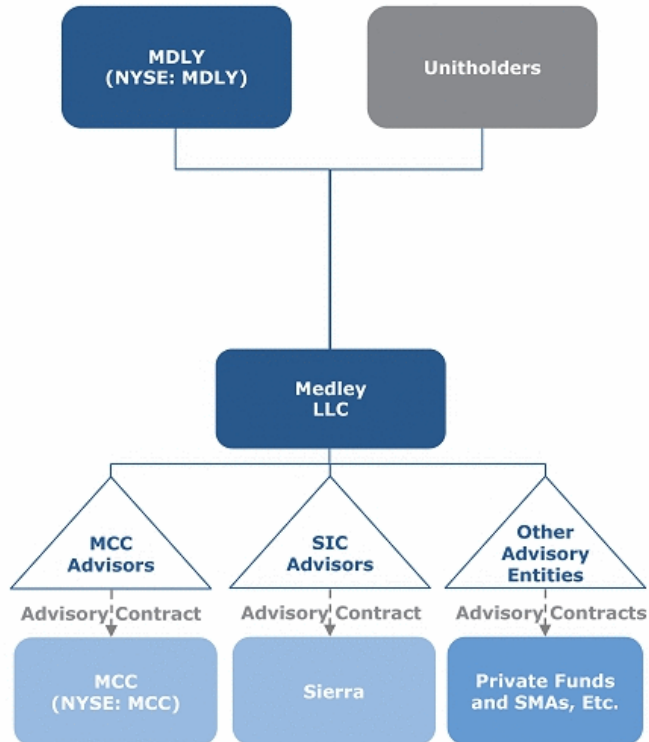 MDLY
(NYSE: MDLY)
Unitholders
Medley
LLC
MCC
Advisors
SIC
Advisors
Other
Advisory
Entities
Advisory Contract
Advisory Contract
Advisory Contracts
MCC
(NYSE: MCC)
Sierra
Private Funds
and SMAs, Etc.